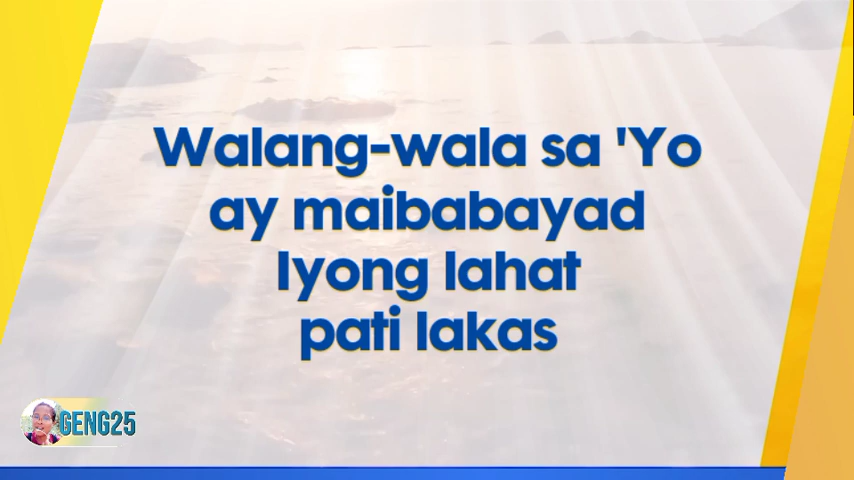 Walang-wala sa 'Yo
ay maibabayad
Iyong lahat
pati lakas
GENG25